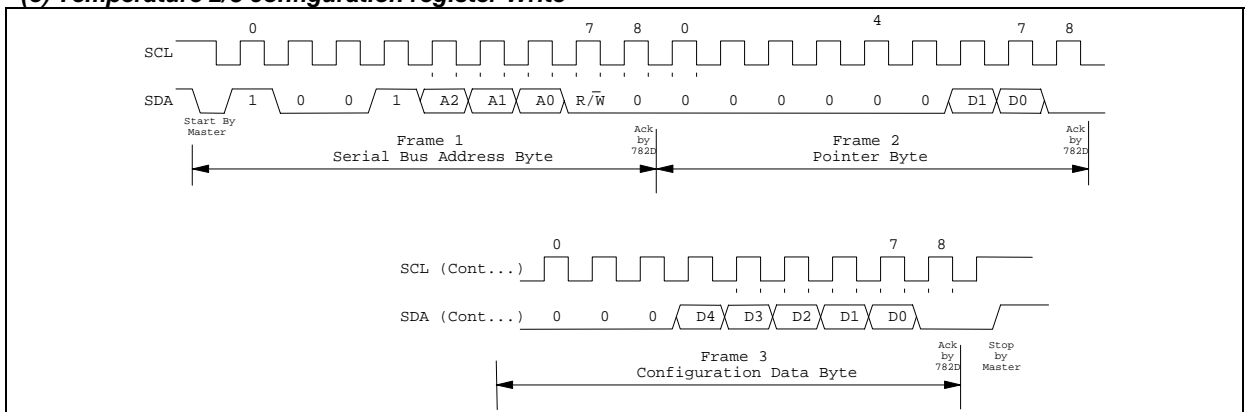 (e) Temperature 2/3 configuration register Write
0 7 8 0 4 7 8
SCL
SDA 1 0 0 1 A2 A1 A0 R/W̅ 0 0 0 0 0 0 0 0 D1 D0
Start By
Master
Ack
by
782D
Ack
by
782D
Frame 1
Serial Bus Address Byte
Frame 2
Pointer Byte
0 7 8
SCL (Cont...)
SDA (Cont...) 0 0 0 D4 D3 D2 D1 D0
Ack
by
782D
Stop
by
Master
Frame 3
Configuration Data Byte